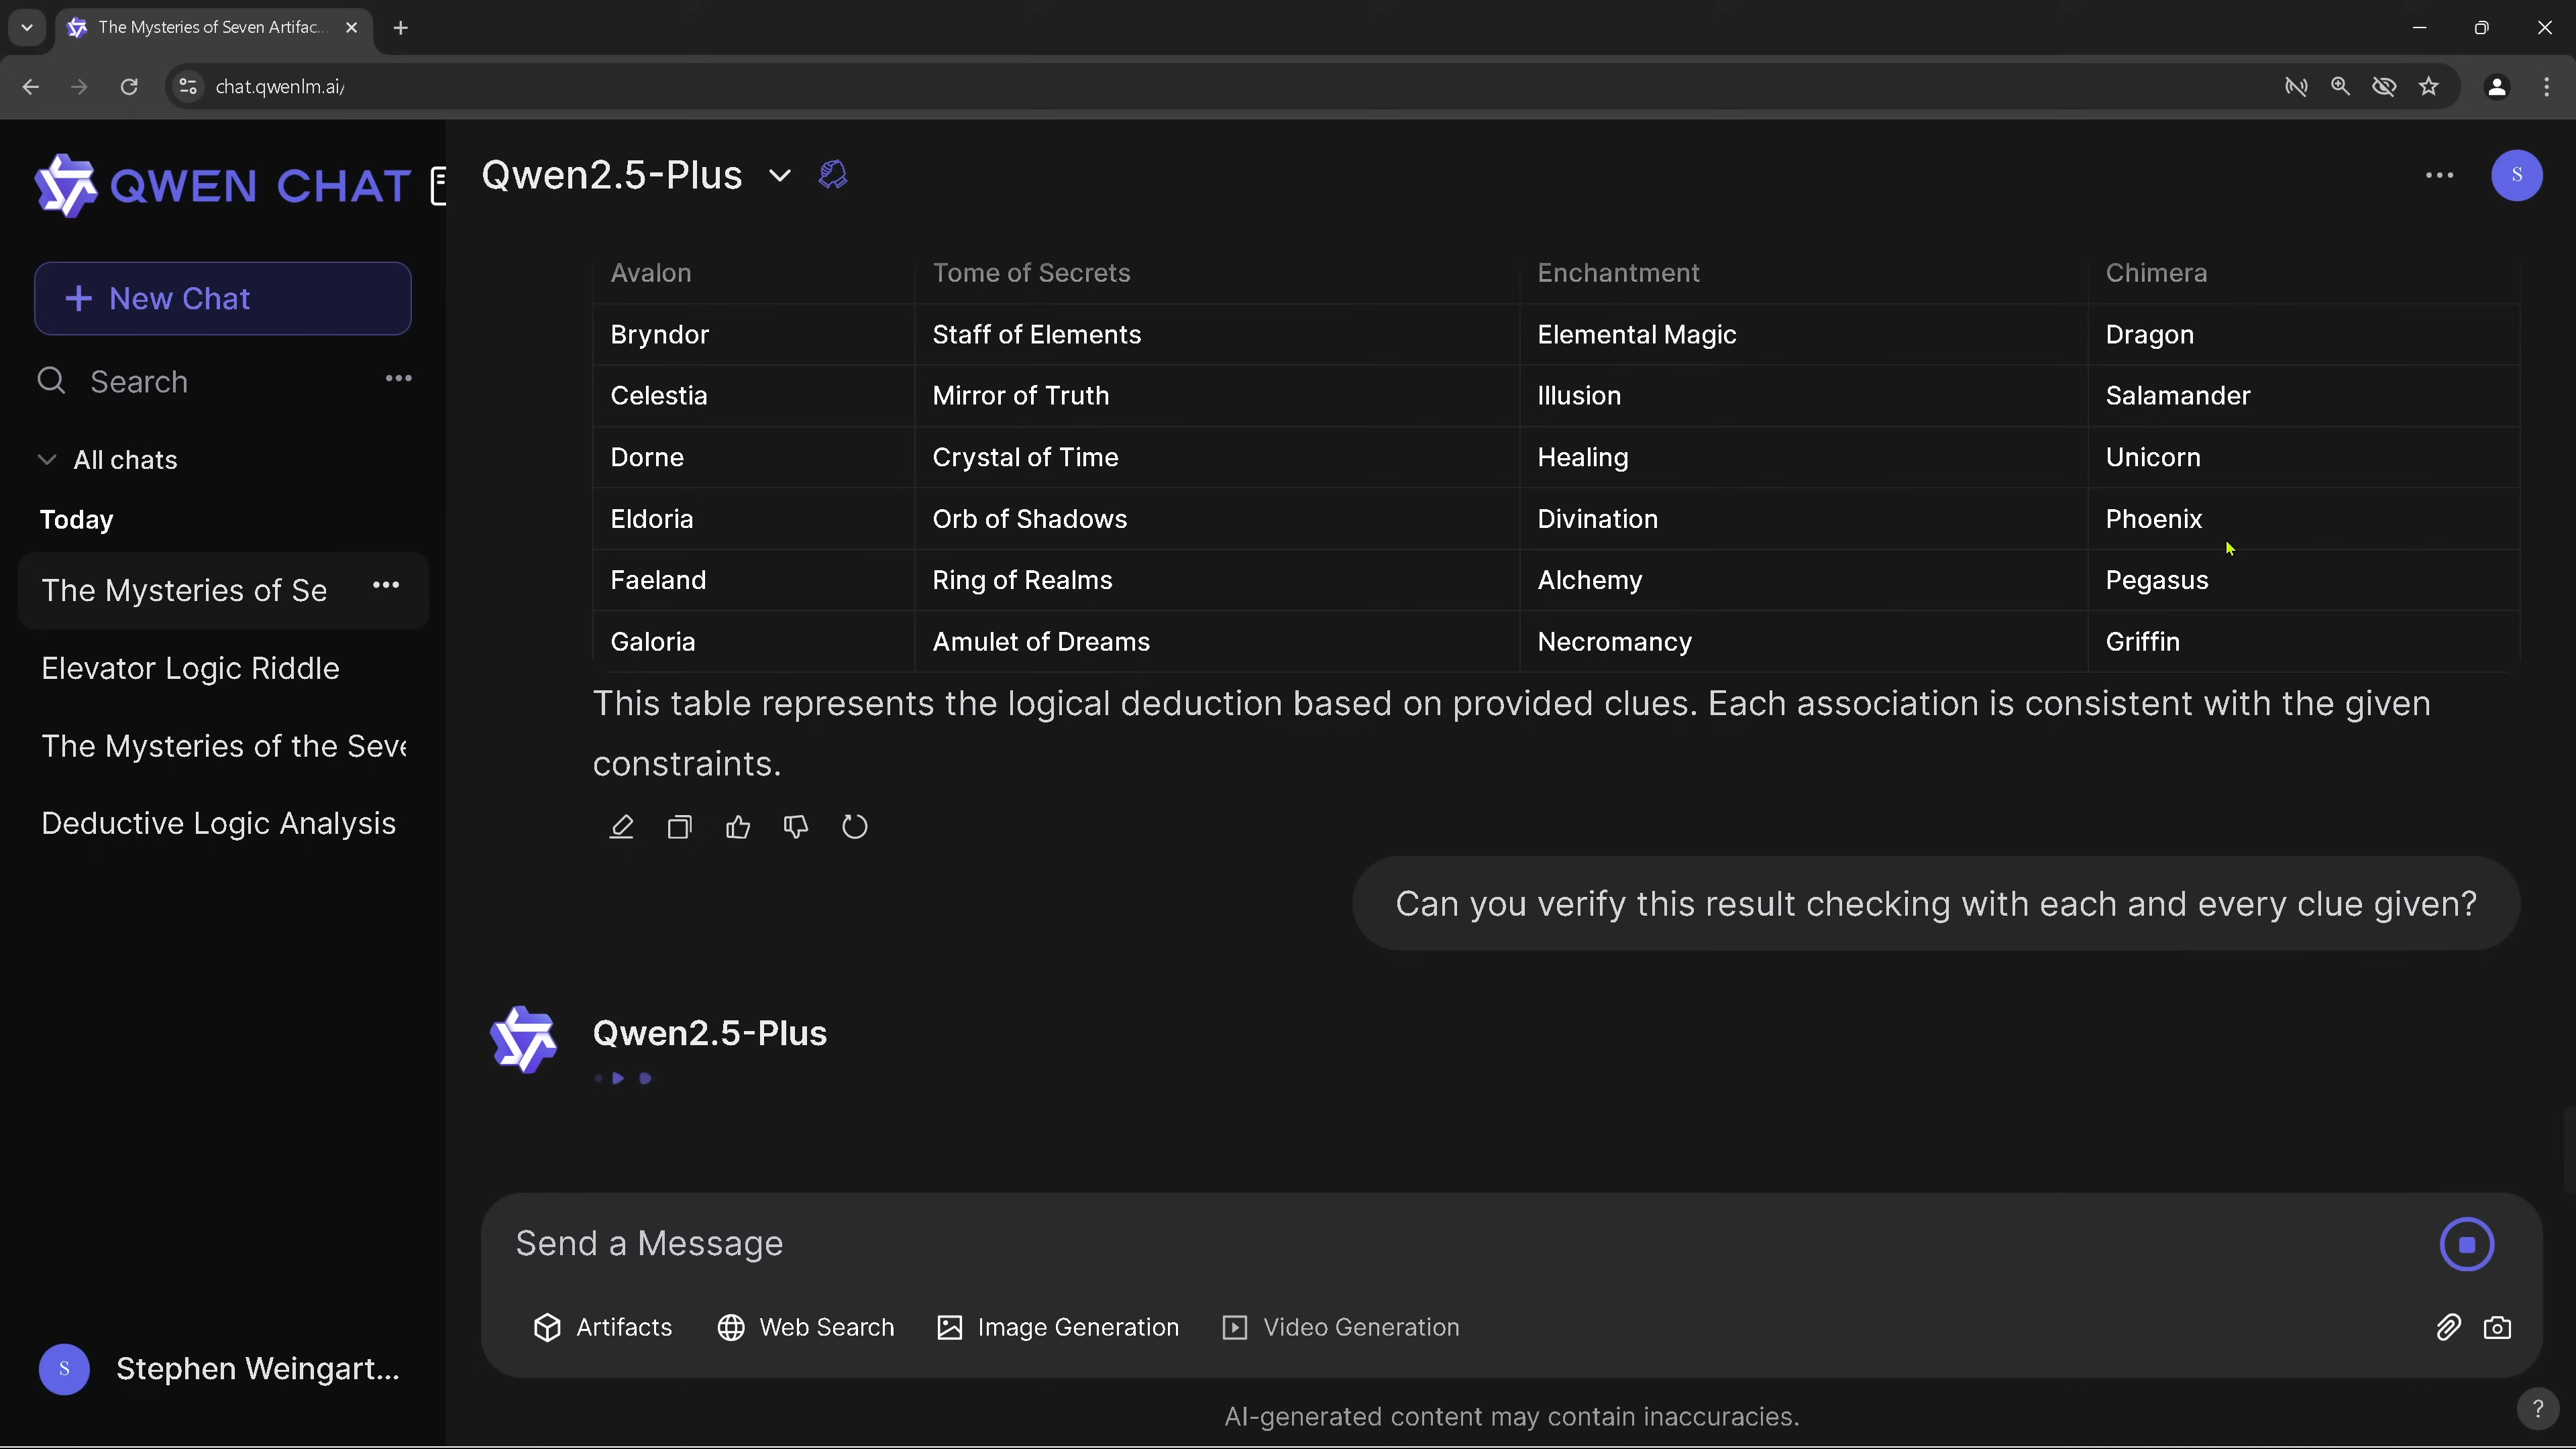 The Mysteries of Seven Artifac...
chat.qwenlm.ai/
QWEN CHAT
New Chat
Search
All chats
Today
The Mysteries of Se
Elevator Logic Riddle
The Mysteries of the Seve
Deductive Logic Analysis
S Stephen Weingart...
Qwen2.5-Plus
S
Avalon Tome of Secrets Enchantment Chimera
Bryndor Staff of Elements Elemental Magic Dragon
Celestia Mirror of Truth Illusion Salamander
Dorne Crystal of Time Healing Unicorn
Eldoria Orb of Shadows Divination Phoenix
Faeland Ring of Realms Alchemy Pegasus
Galoria Amulet of Dreams Necromancy Griffin
This table represents the logical deduction based on provided clues. Each association is consistent with the given
constraints.
Can you verify this result checking with each and every clue given?
Qwen2.5-Plus
Send a Message
Artifacts Web Search Image Generation Video Generation
AI-generated content may contain inaccuracies.
?